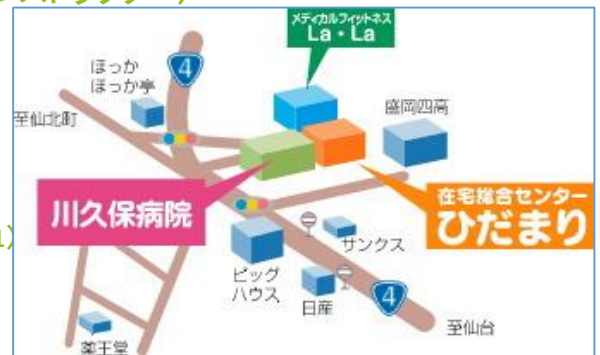 メディカルフィットネス
La・La
4
ほっか
ほっか亭
盛岡四高
至仙北町
川久保病院
在宅総合センター
ひだまり
サンクス
ビッグ
ハウス
日産
4
至仙台
薬王堂